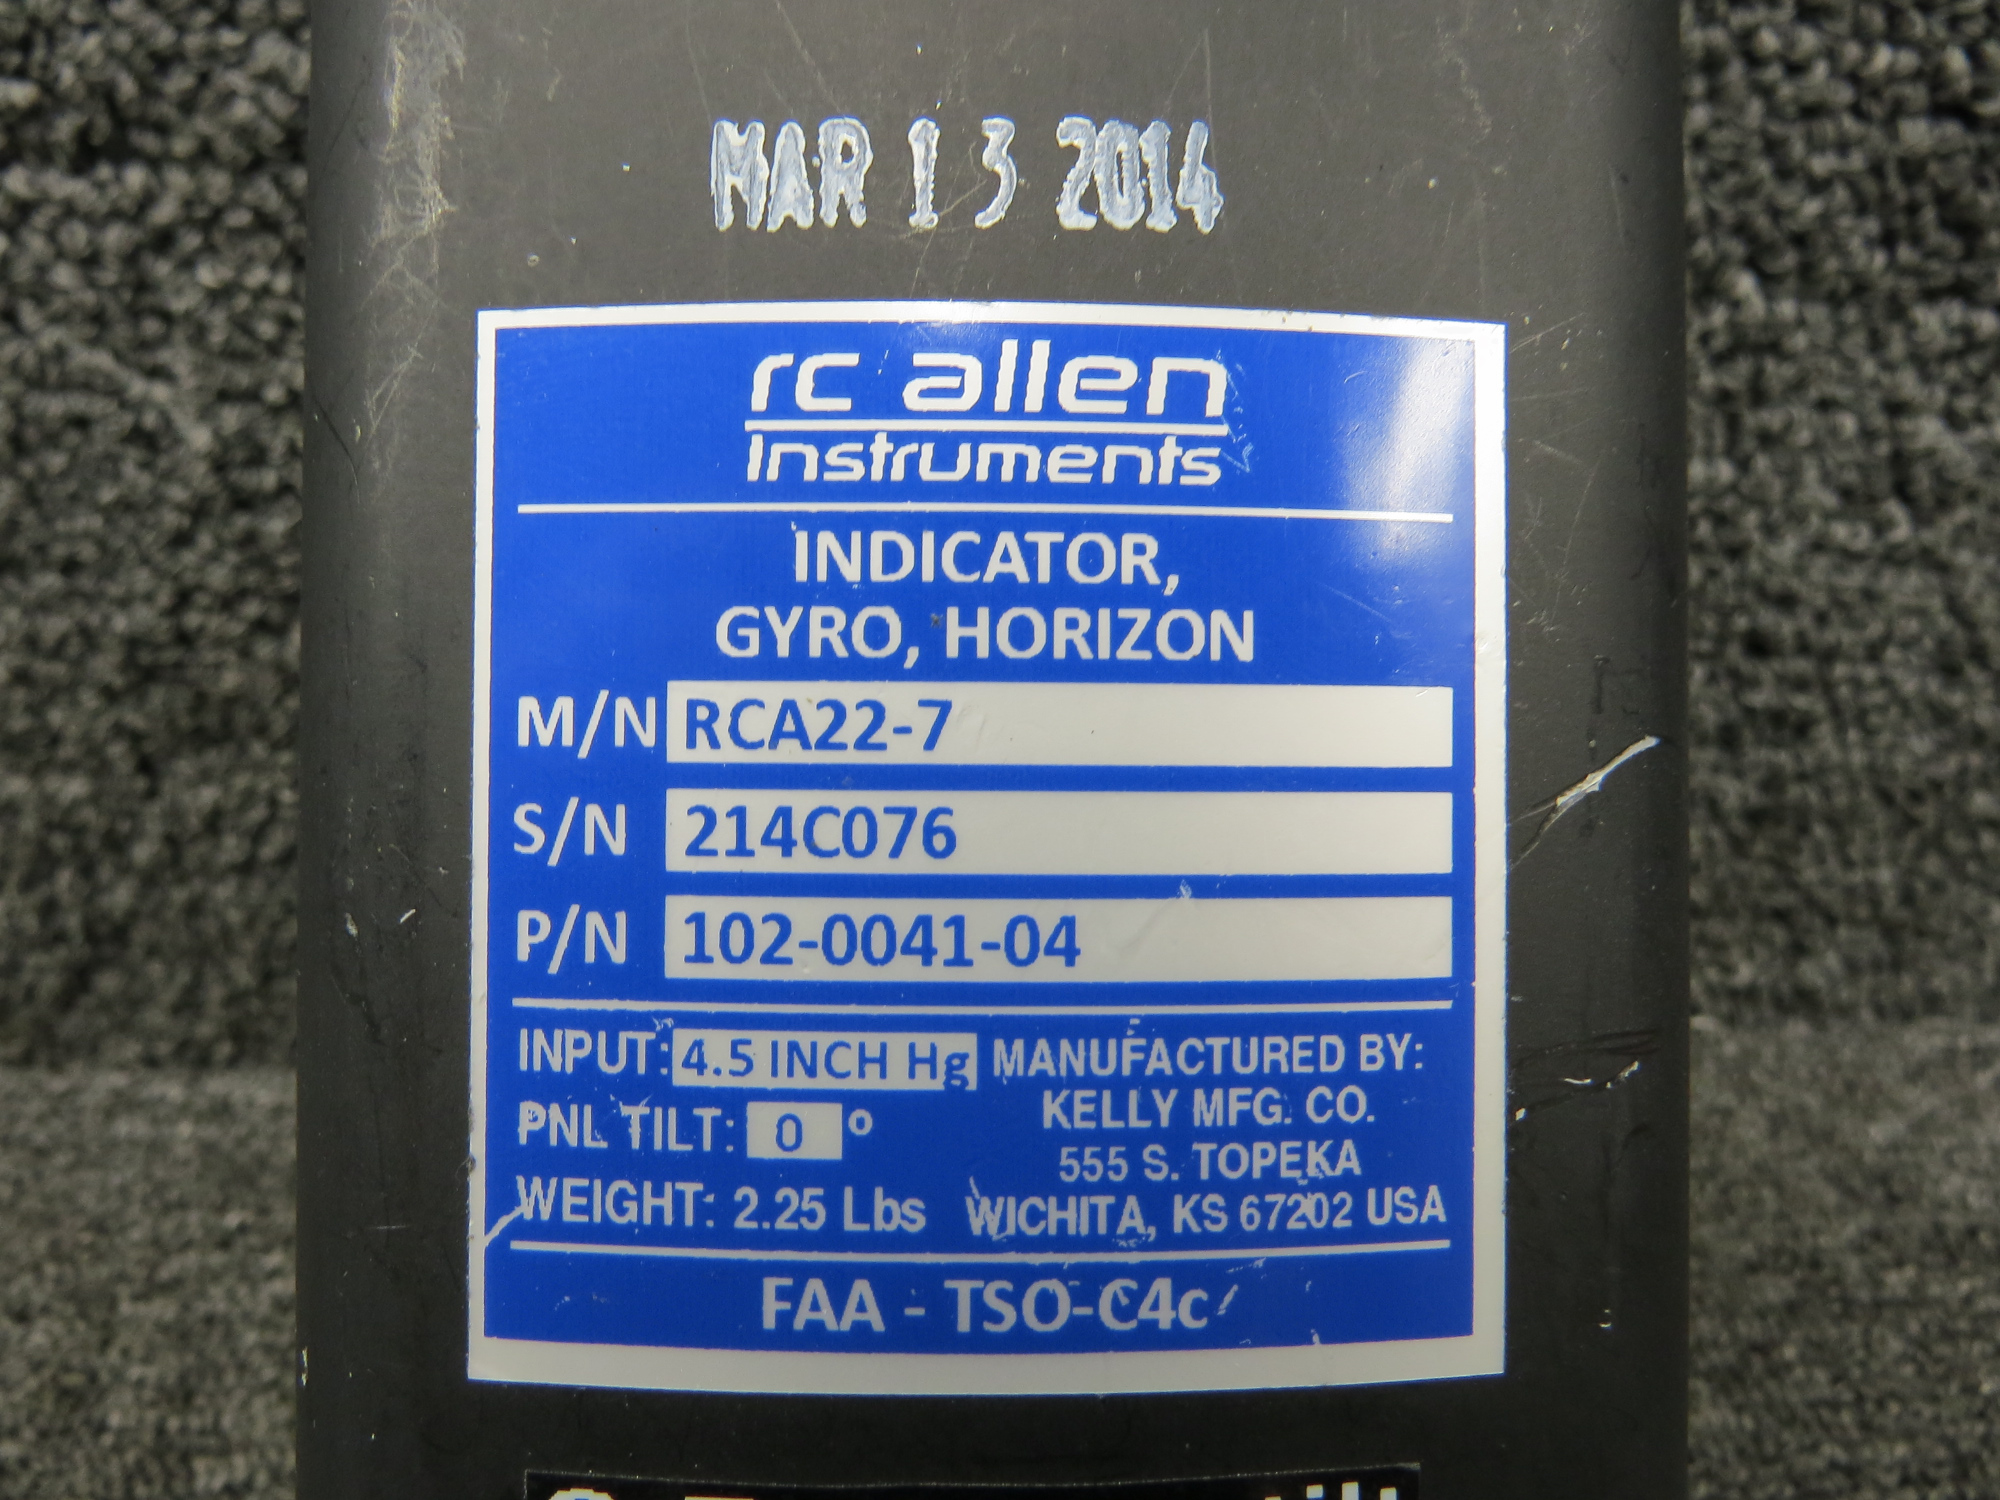 MAR 13 2014
rc allen
Instruments
INDICATOR,
GYRO, HORIZON
M/N RCA22-7
S/N 214C076
P/N 102-0041-04
INPUT: 4.5 INCH Hg
PNL TILT: 0 °
WEIGHT: 2.25 Lbs
MANUFACTURED BY:
KELLY MFG. CO.
555 S. TOPEKA
WICHITA, KS 67202 USA
FAA - TSO-C4c